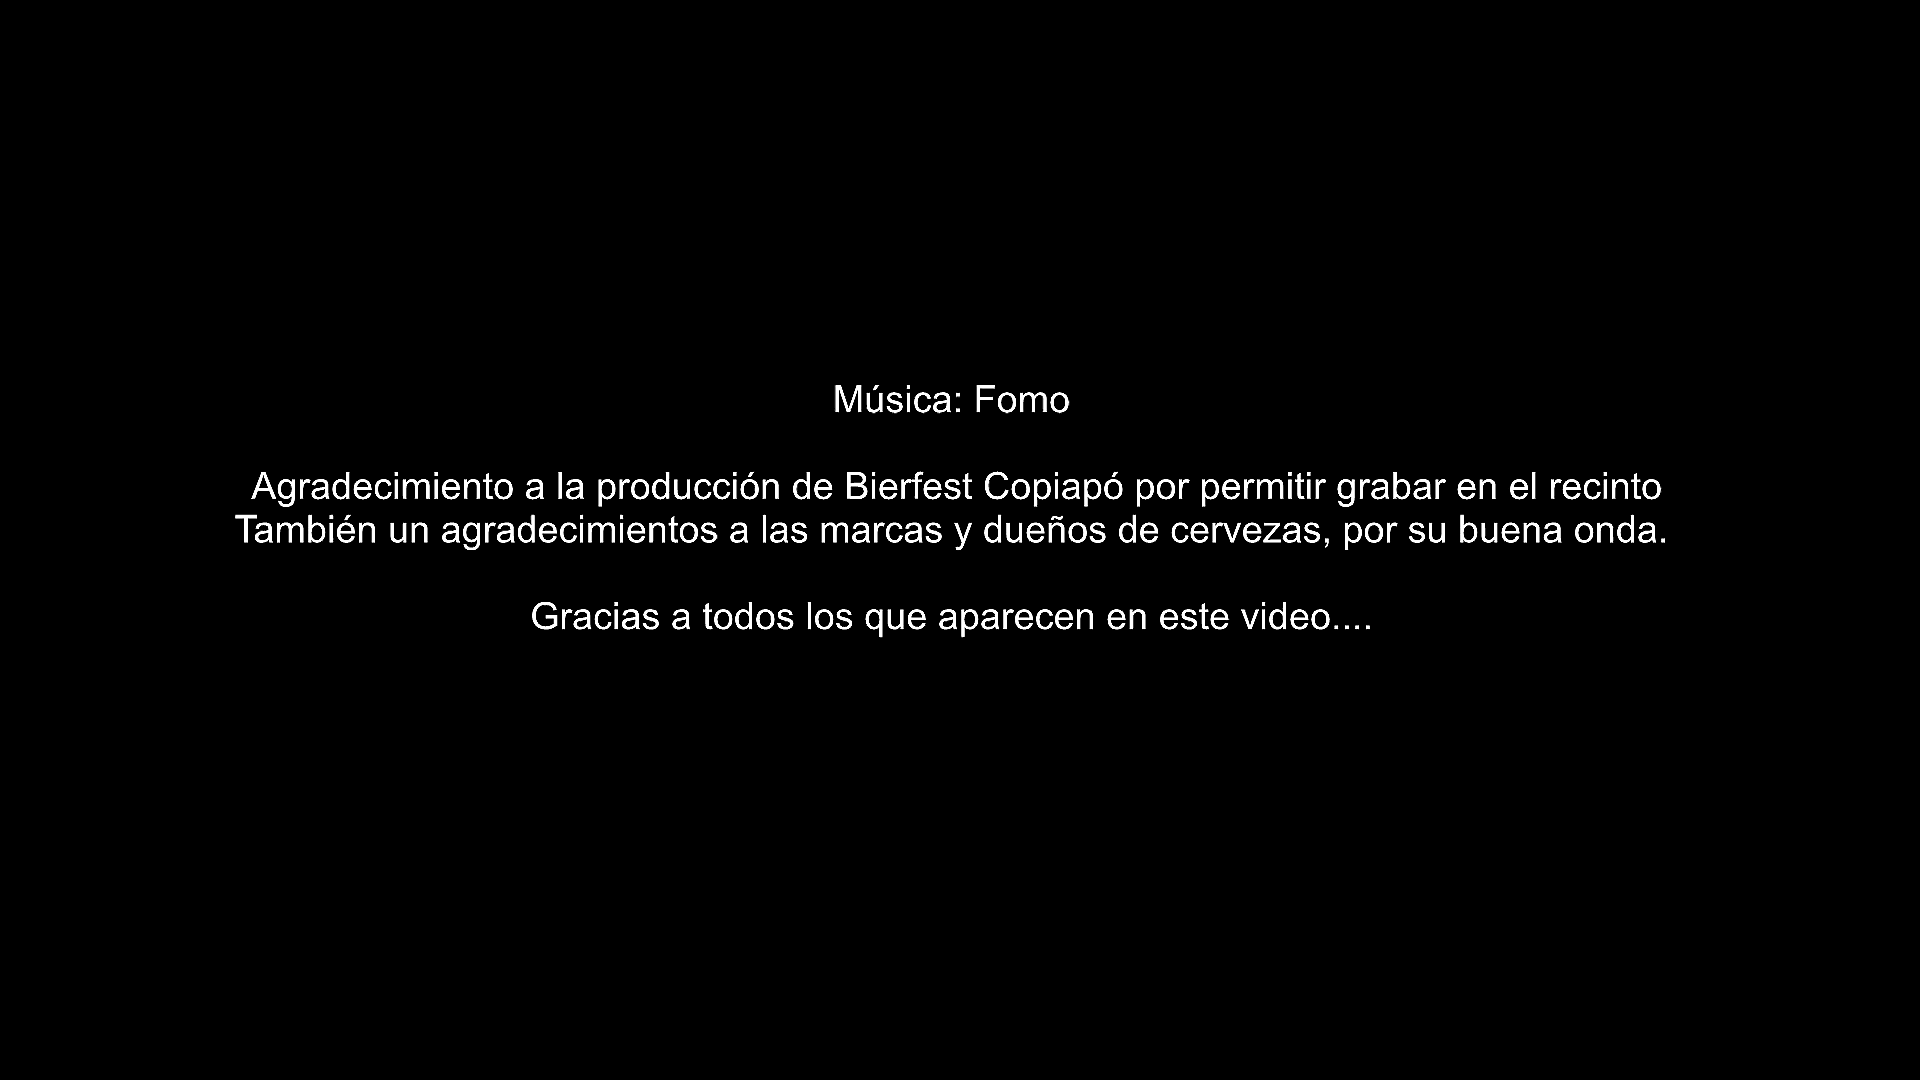 Música: Fomo
Agradecimiento a la producción de Bierfest Copiapó por permitir grabar en el recinto
También un agradecimientos a las marcas y dueños de cervezas, por su buena onda.
Gracias a todos los que aparecen en este video....